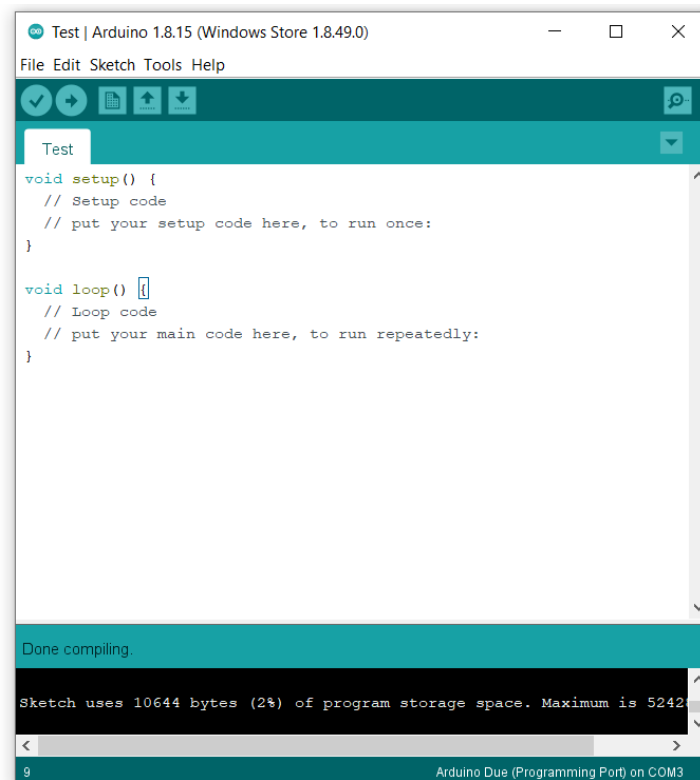 Test | Arduino 1.8.15 (Windows Store 1.8.49.0)
File Edit Sketch Tools Help
Test
void setup() {
  // Setup code
  // put your setup code here, to run once:
}
void loop() {
  // Loop code
  // put your main code here, to run repeatedly:
}
Done compiling.
Sketch uses 10644 bytes (2%) of program storage space. Maximum is 5242
9 Arduino Due (Programming Port) on COM3